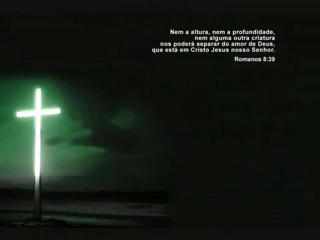 Nem a altura, nem a profundidade,
nem alguma outra criatura
nos poderá separar do amor de Deus,
que está em Cristo Jesus nosso Senhor.
Romanos 8:39